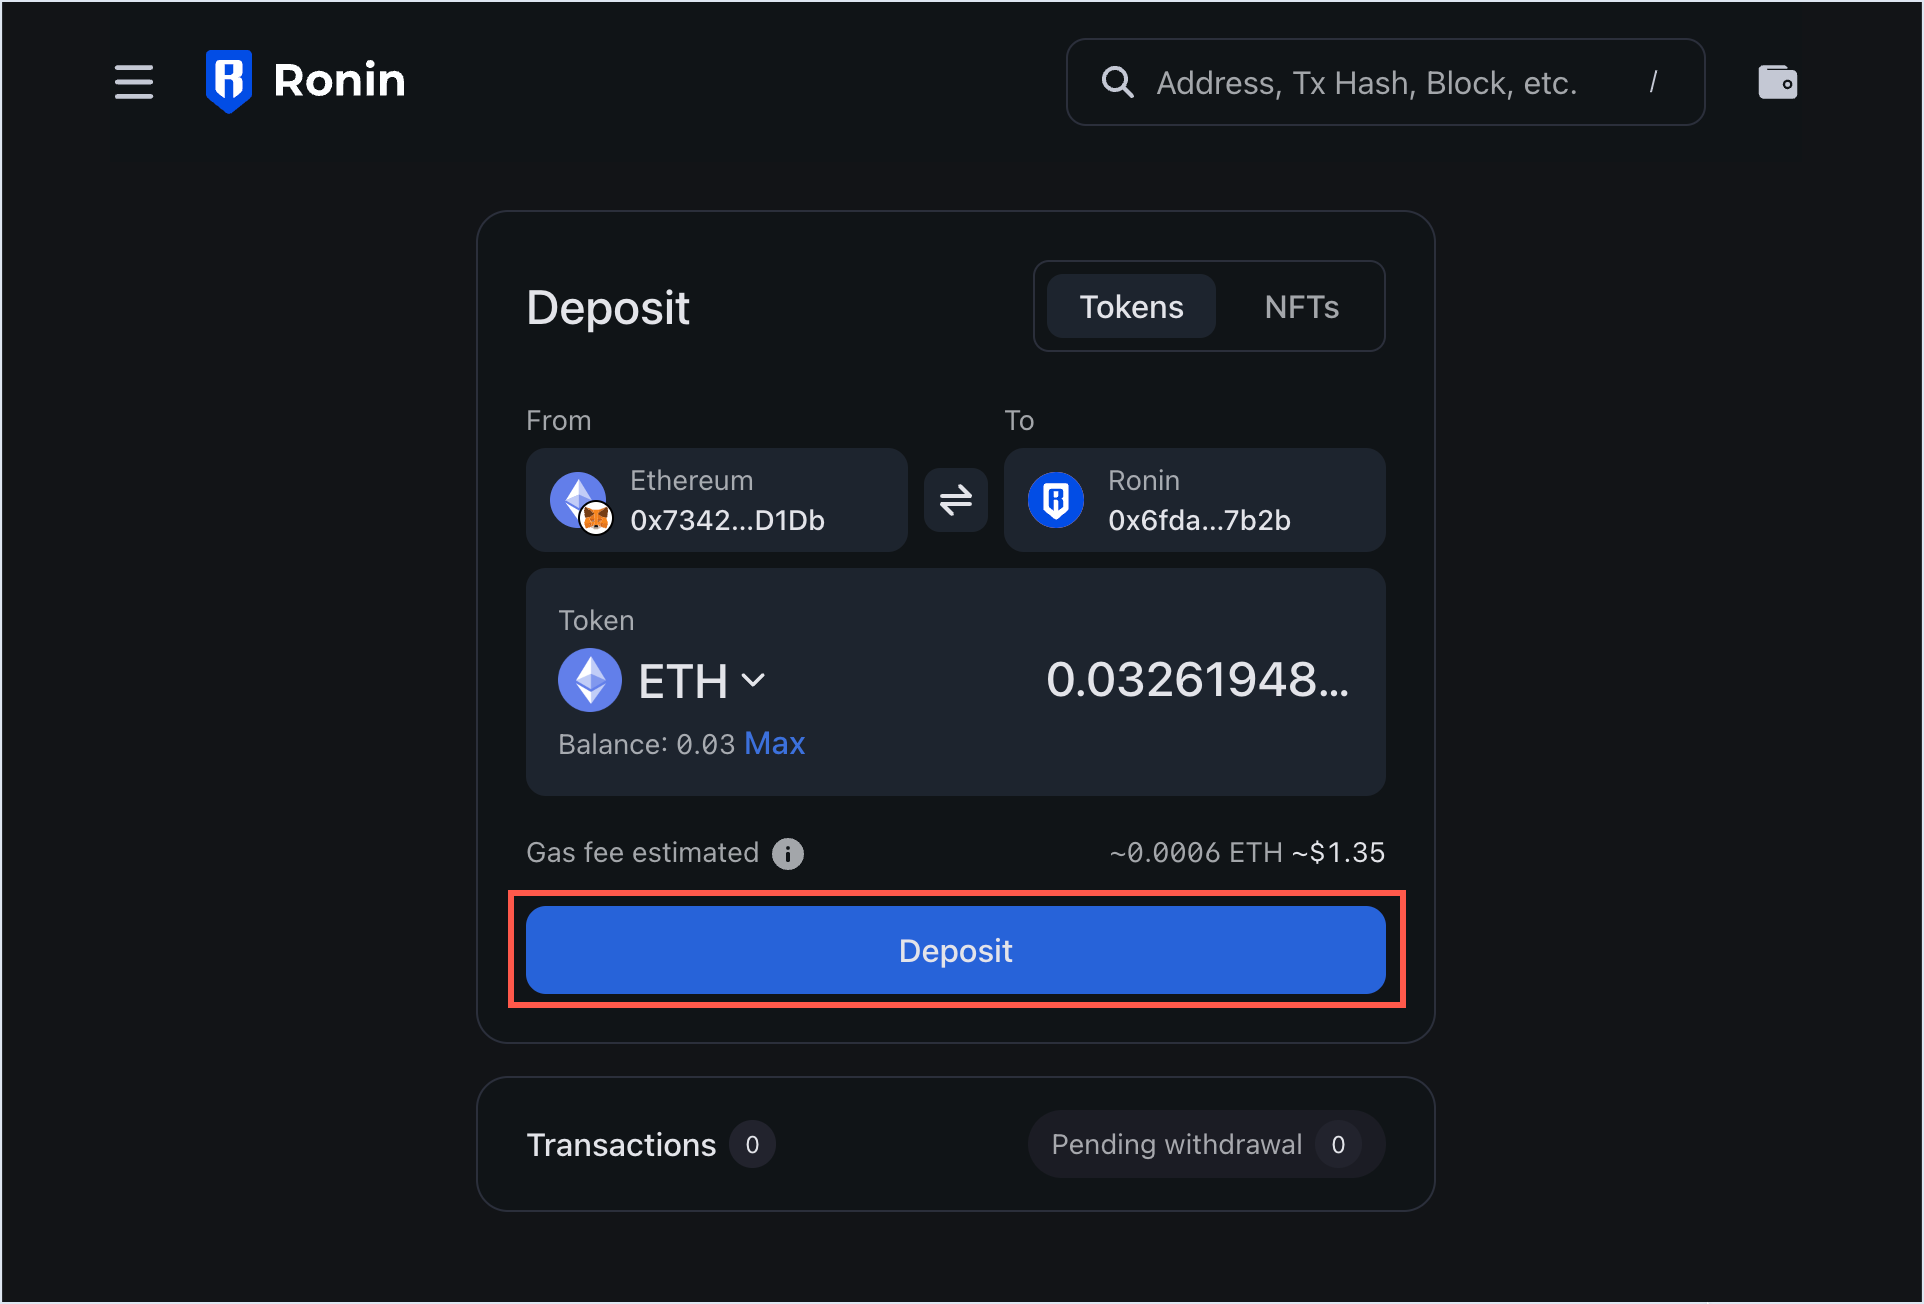 Ronin
Address, Tx Hash, Block, etc. /
Deposit
Tokens NFTs
From To
Ethereum Ronin
0x7342...D1Db 0x6fda...7b2b
Token
ETH 0.03261948...
Balance: 0.03 Max
Gas fee estimated ~0.0006 ETH ~$1.35
Deposit
Transactions 0 Pending withdrawal 0